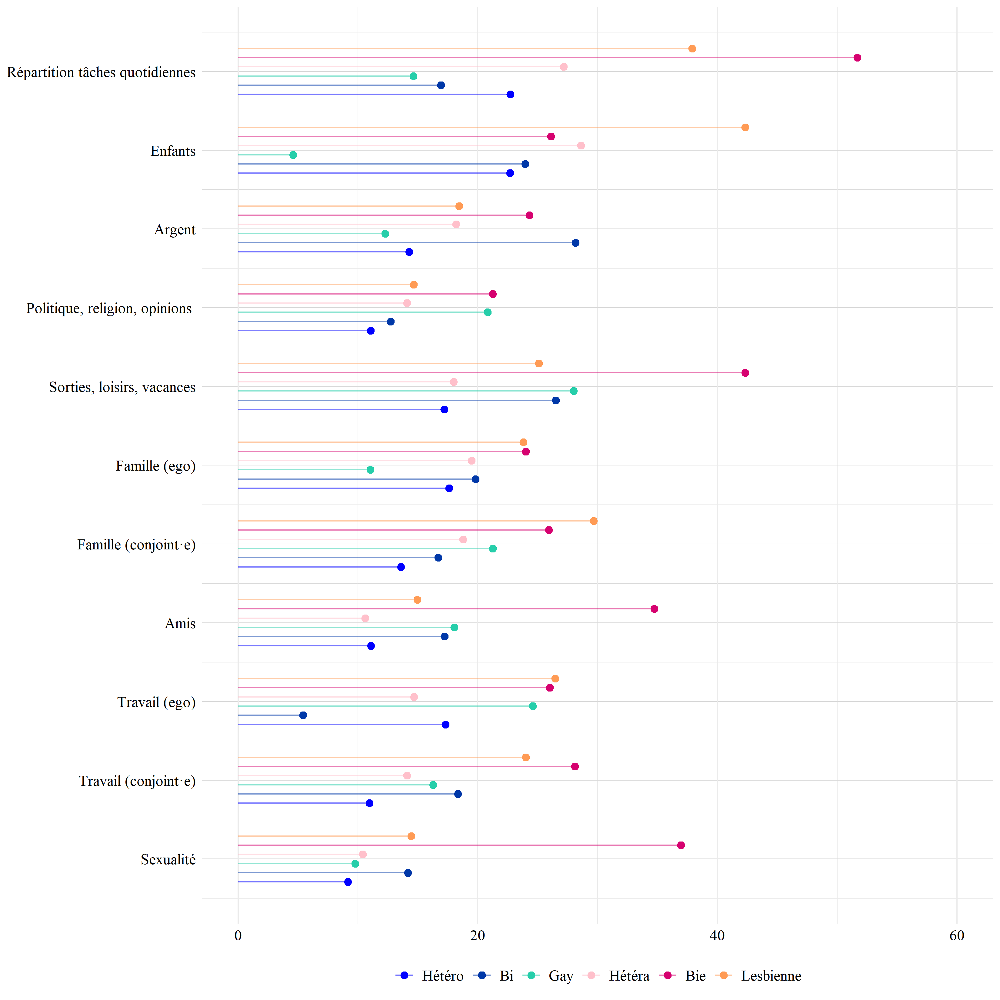 Répartition tâches quotidiennes
Enfants
Argent
Politique, religion, opinions
Sorties, loisirs, vacances
Famille (ego)
Famille (conjoint·e)
Amis
Travail (ego)
Travail (conjoint·e)
Sexualité
0 20 40 60
Hétéro Bi Gay Hétéra Bie Lesbienne